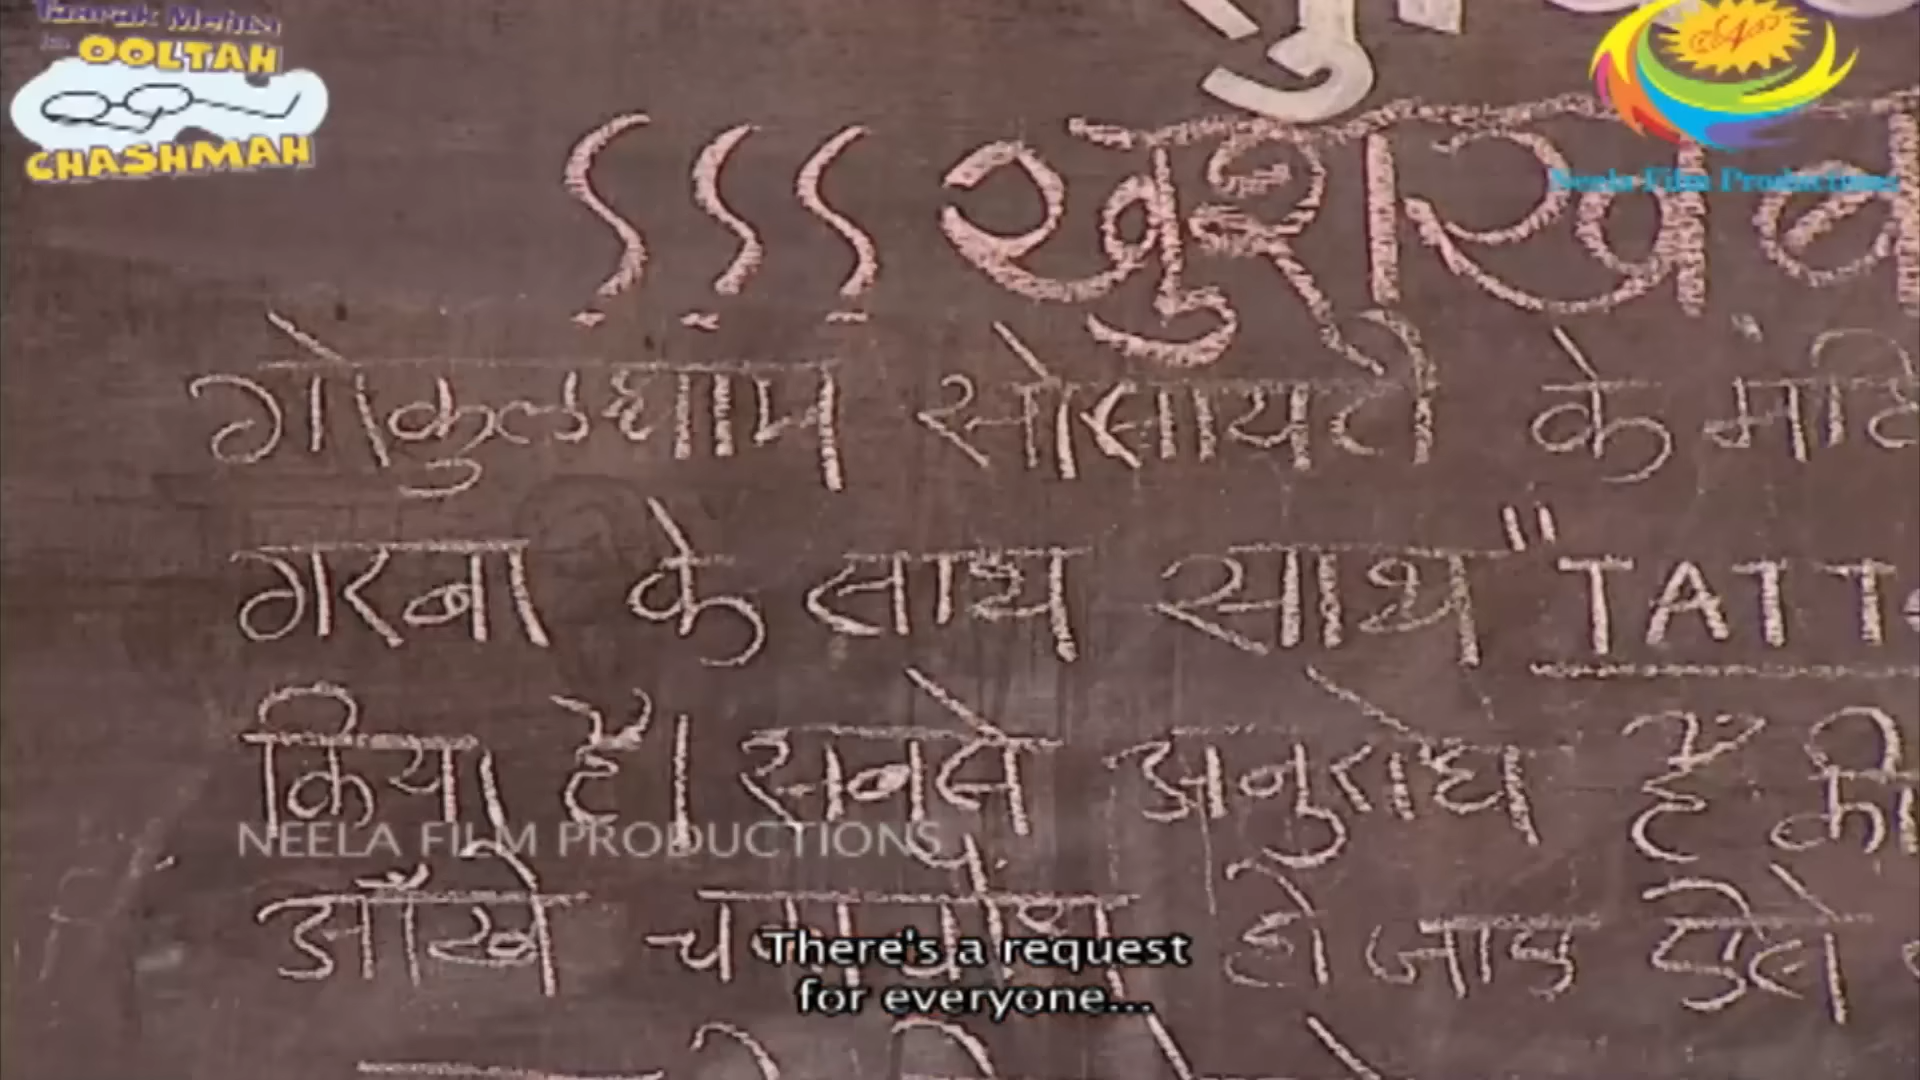 Taarak Mehta
ka
OOLTAH
CHASHMAH
Neela Film Productions
!!! खुशखब
गोकुलधाम सोसायटी के मंदि
गरबा के साथ साथ "TATT
किया है। सबसे अनुरोध है की
NEELA FILM PRODUCTIONS
आँखे हो जाए ऐसे
There's a request
for everyone...